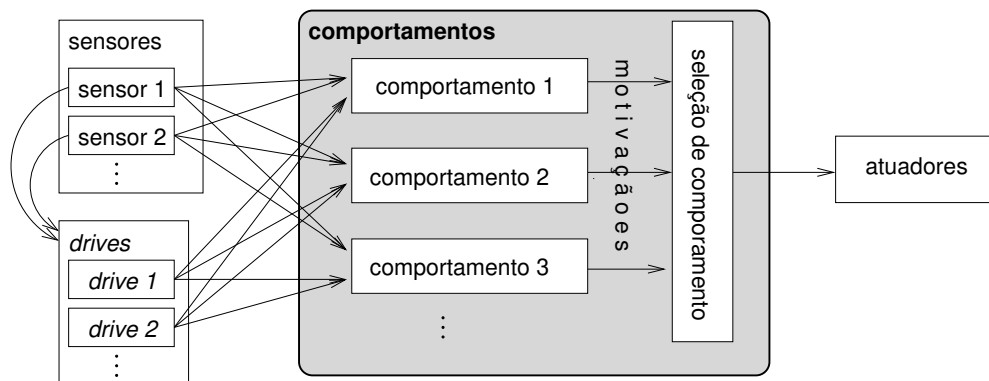 sensores
sensor 1
sensor 2
⋮
drives
drive 1
drive 2
⋮
comportamentos
comportamento 1
comportamento 2
comportamento 3
⋮
motivaçãoes
seleção de comporamento
atuadores